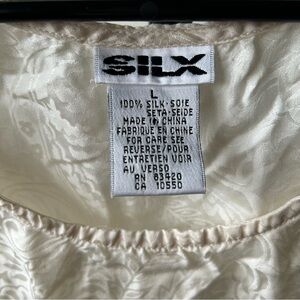 SILX
L
100% SILK·SOIE
SETA·SEIDE
MADE IN CHINA
FABRIQUE EN CHINE
FOR CARE SEE
REVERSE/POUR
ENTRETIEN VOIR
AU VERSO
RN 83420
CA 10550